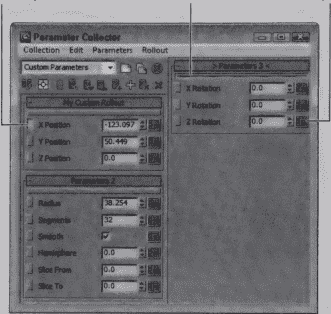 Parameter Collector
Collection Edit Parameters Rollout
Custom Parameters
My Custom Rollout
X Position -123.097
Y Position 50.449
Z Position 0.0
Parameters 2
Radius 38.254
Segments 32
Smooth
Hemisphere 0.0
Slice From 0.0
Slice To 0.0
> Parameters 3 <
X Rotation 0.0
Y Rotation 0.0
Z Rotation 0.0